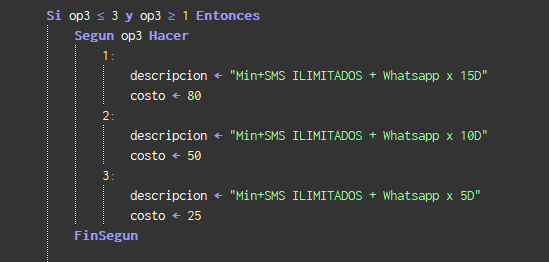 Si op3 ≤ 3 y op3 ≥ 1 Entonces
Segun op3 Hacer
1:
descripcion ← "Min+SMS ILIMITADOS + Whatsapp x 15D"
costo ← 80
2:
descripcion ← "Min+SMS ILIMITADOS + Whatsapp x 10D"
costo ← 50
3:
descripcion ← "Min+SMS ILIMITADOS + Whatsapp x 5D"
costo ← 25
FinSegun